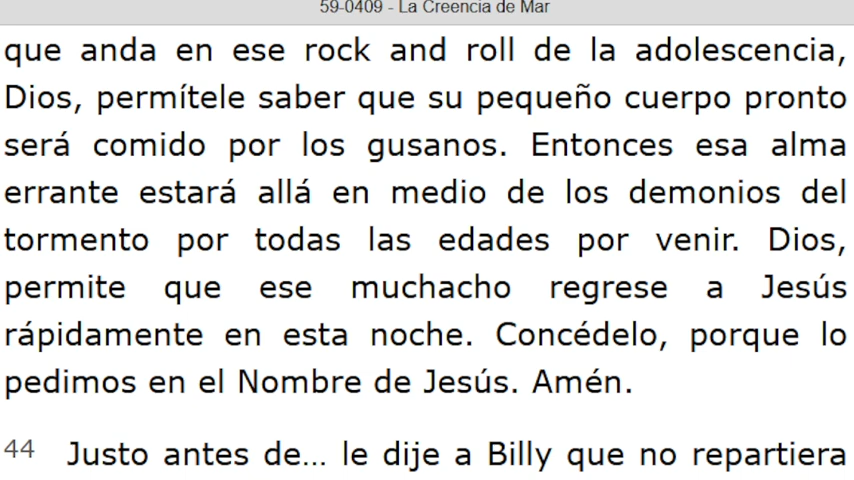 59-0409 - La Creencia de Mar
que anda en ese rock and roll de la adolescencia,
Dios, permítele saber que su pequeño cuerpo pronto
será comido por los gusanos. Entonces esa alma
errante estará allá en medio de los demonios del
tormento por todas las edades por venir. Dios,
permite que ese muchacho regrese a Jesús
rápidamente en esta noche. Concédelo, porque lo
pedimos en el Nombre de Jesús. Amén.
44 Justo antes de... le dije a Billy que no repartiera